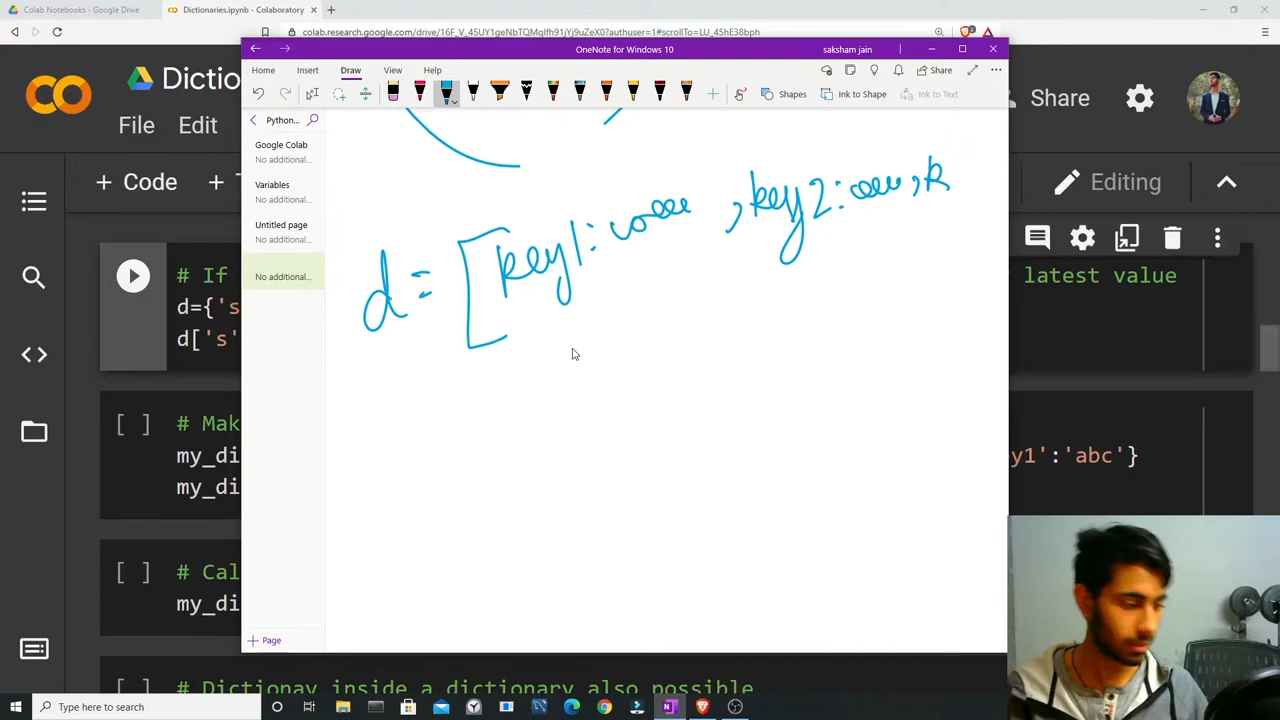 Colab Notebooks - Google Drive
Dictionaries.ipynb - Colaboratory
colab.research.google.com/drive/16F_V_45UY1geNbTQMqIfh91jYj9uZeX0?authuser=1#scrollTo=LU_45hE38bph
OneNote for Windows 10
saksham jain
Home Insert Draw View Help
Share
Shapes Ink to Shape Ink to Text
Python...
Google Colab
No additional...
Variables
No additional...
Untitled page
No additional...
No additional...
+ Page
d= [key1: , key2: , k
Diction
File Edit
+ Code +
Share
Editing
# If
latest value
d={'s
d['s'
[ ] # Mak
my_di
y1':'abc'}
my_di
[ ] # Cal
my_di
[ ] # Dictionay inside a dictionary also possible
Type here to search